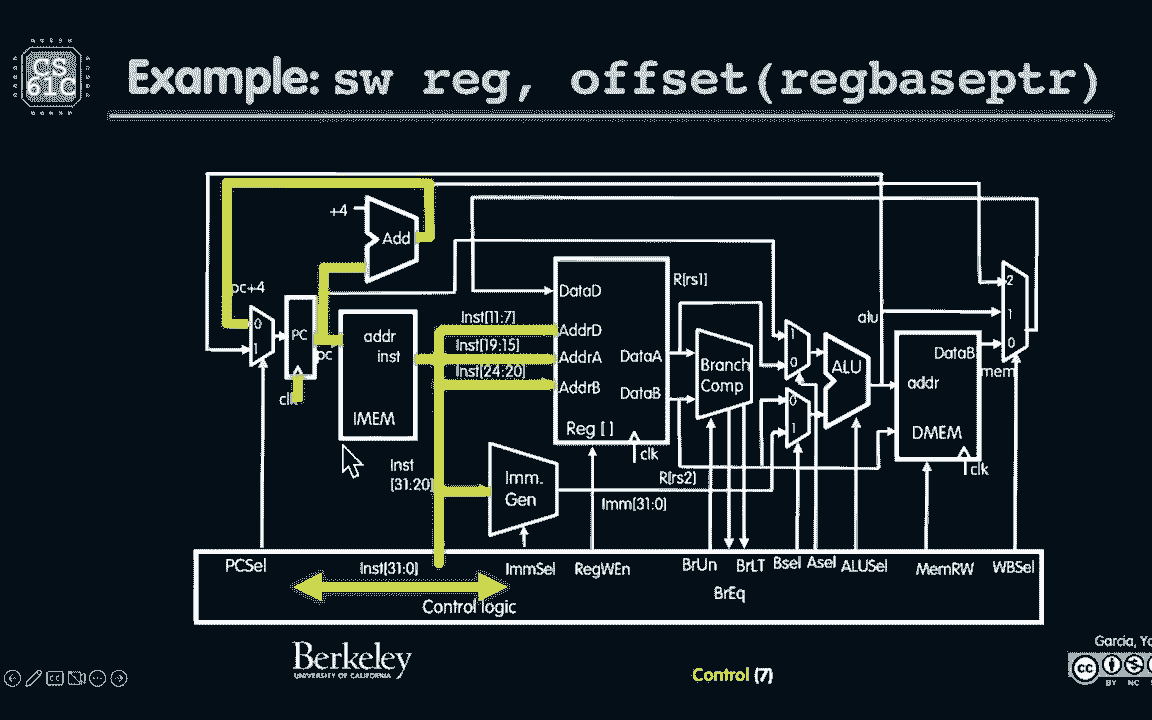 CS
61C
Example: sw reg, offset(regbaseptr)
+4
Add
pc+4
0
1
PC
pc
clk
addr
inst
IMEM
Inst[11:7]
Inst[19:15]
Inst[24:20]
Inst
[31:20]
DataD
AddrD
AddrA
AddrB
DataA
DataB
Reg [ ]
clk
Imm.
Gen
Imm[31:0]
R[rs1]
R[rs2]
Branch
Comp
1
0
0
1
ALU
alu
DataB
addr
DMEM
clk
mem
2
1
0
PCSel
Inst[31:0]
ImmSel
RegWEn
BrUn
BrEq
BrLT
Bsel
Asel
ALUSel
MemRW
WBSel
Control logic
Berkeley
UNIVERSITY OF CALIFORNIA
Control (7)
Garcia,
CC
BY NC